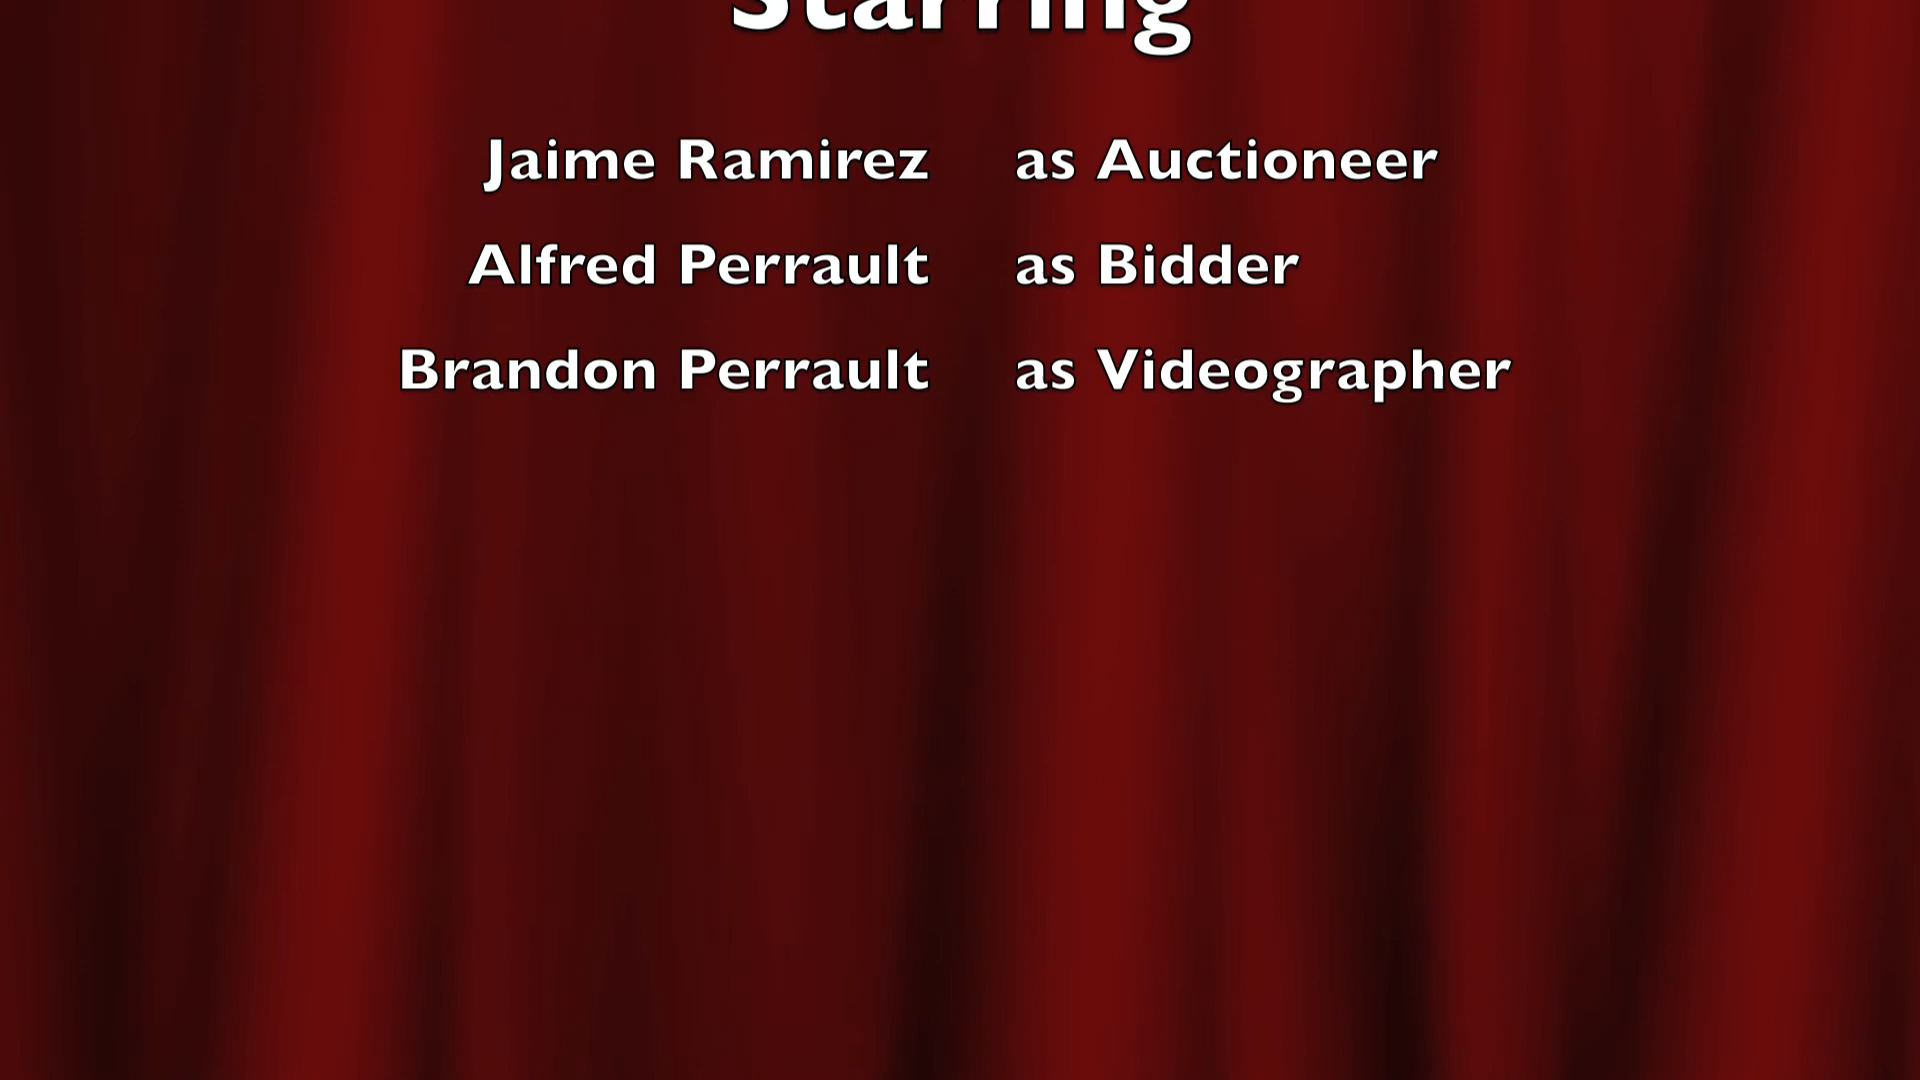 Starring
Jaime Ramirez as Auctioneer
Alfred Perrault as Bidder
Brandon Perrault as Videographer